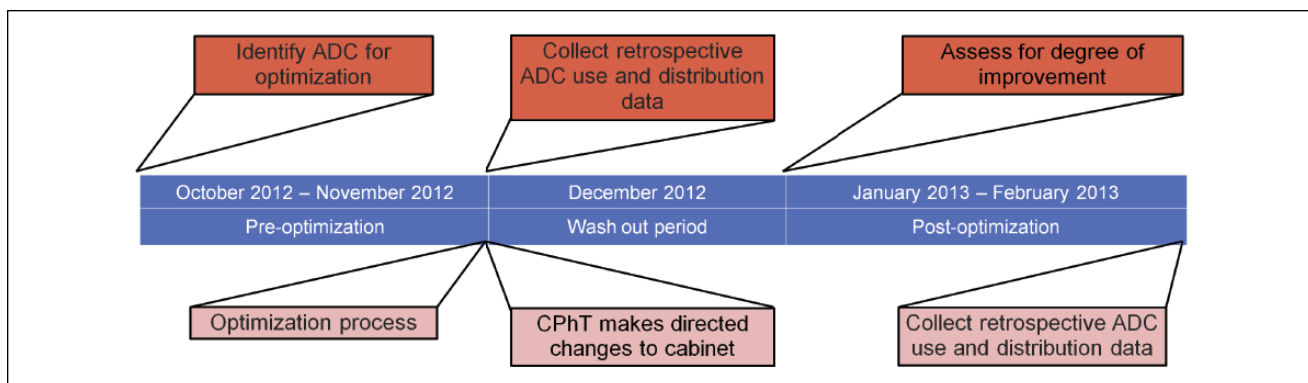 Identify ADC for
optimization
Collect retrospective
ADC use and distribution
data
Assess for degree of
improvement
October 2012 – November 2012
December 2012
January 2013 – February 2013
Pre-optimization
Wash out period
Post-optimization
Optimization process
CPhT makes directed
changes to cabinet
Collect retrospective ADC
use and distribution data